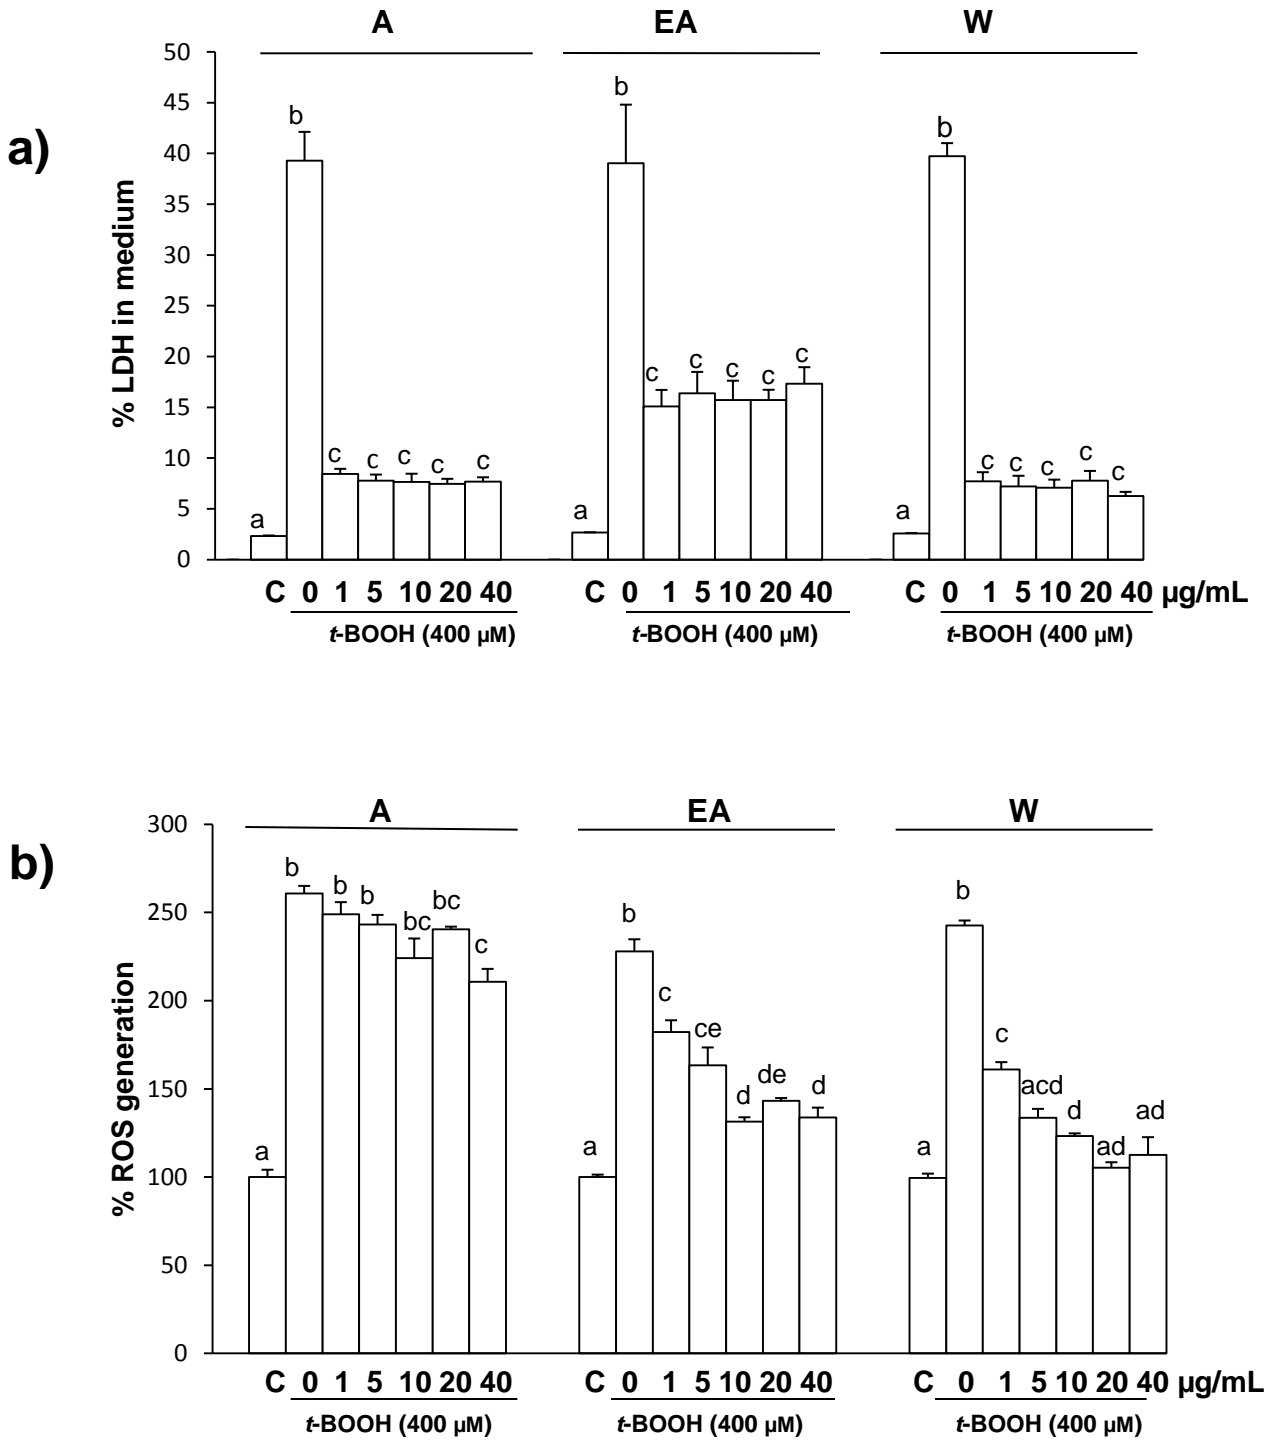 A EA W
a)
% LDH in medium
50
45
40
35
30
25
20
15
10
5
0
a b c c c c c
a b c c c c c
a b c c c c c
C 0 1 5 10 20 40 C 0 1 5 10 20 40 C 0 1 5 10 20 40 µg/mL
t-BOOH (400 µM) t-BOOH (400 µM) t-BOOH (400 µM)
A EA W
b)
% ROS generation
300
250
200
150
100
50
0
a b b b bc bc c
a b c ce d de d
a b c acd d ad ad
C 0 1 5 10 20 40 C 0 1 5 10 20 40 C 0 1 5 10 20 40 µg/mL
t-BOOH (400 µM) t-BOOH (400 µM) t-BOOH (400 µM)